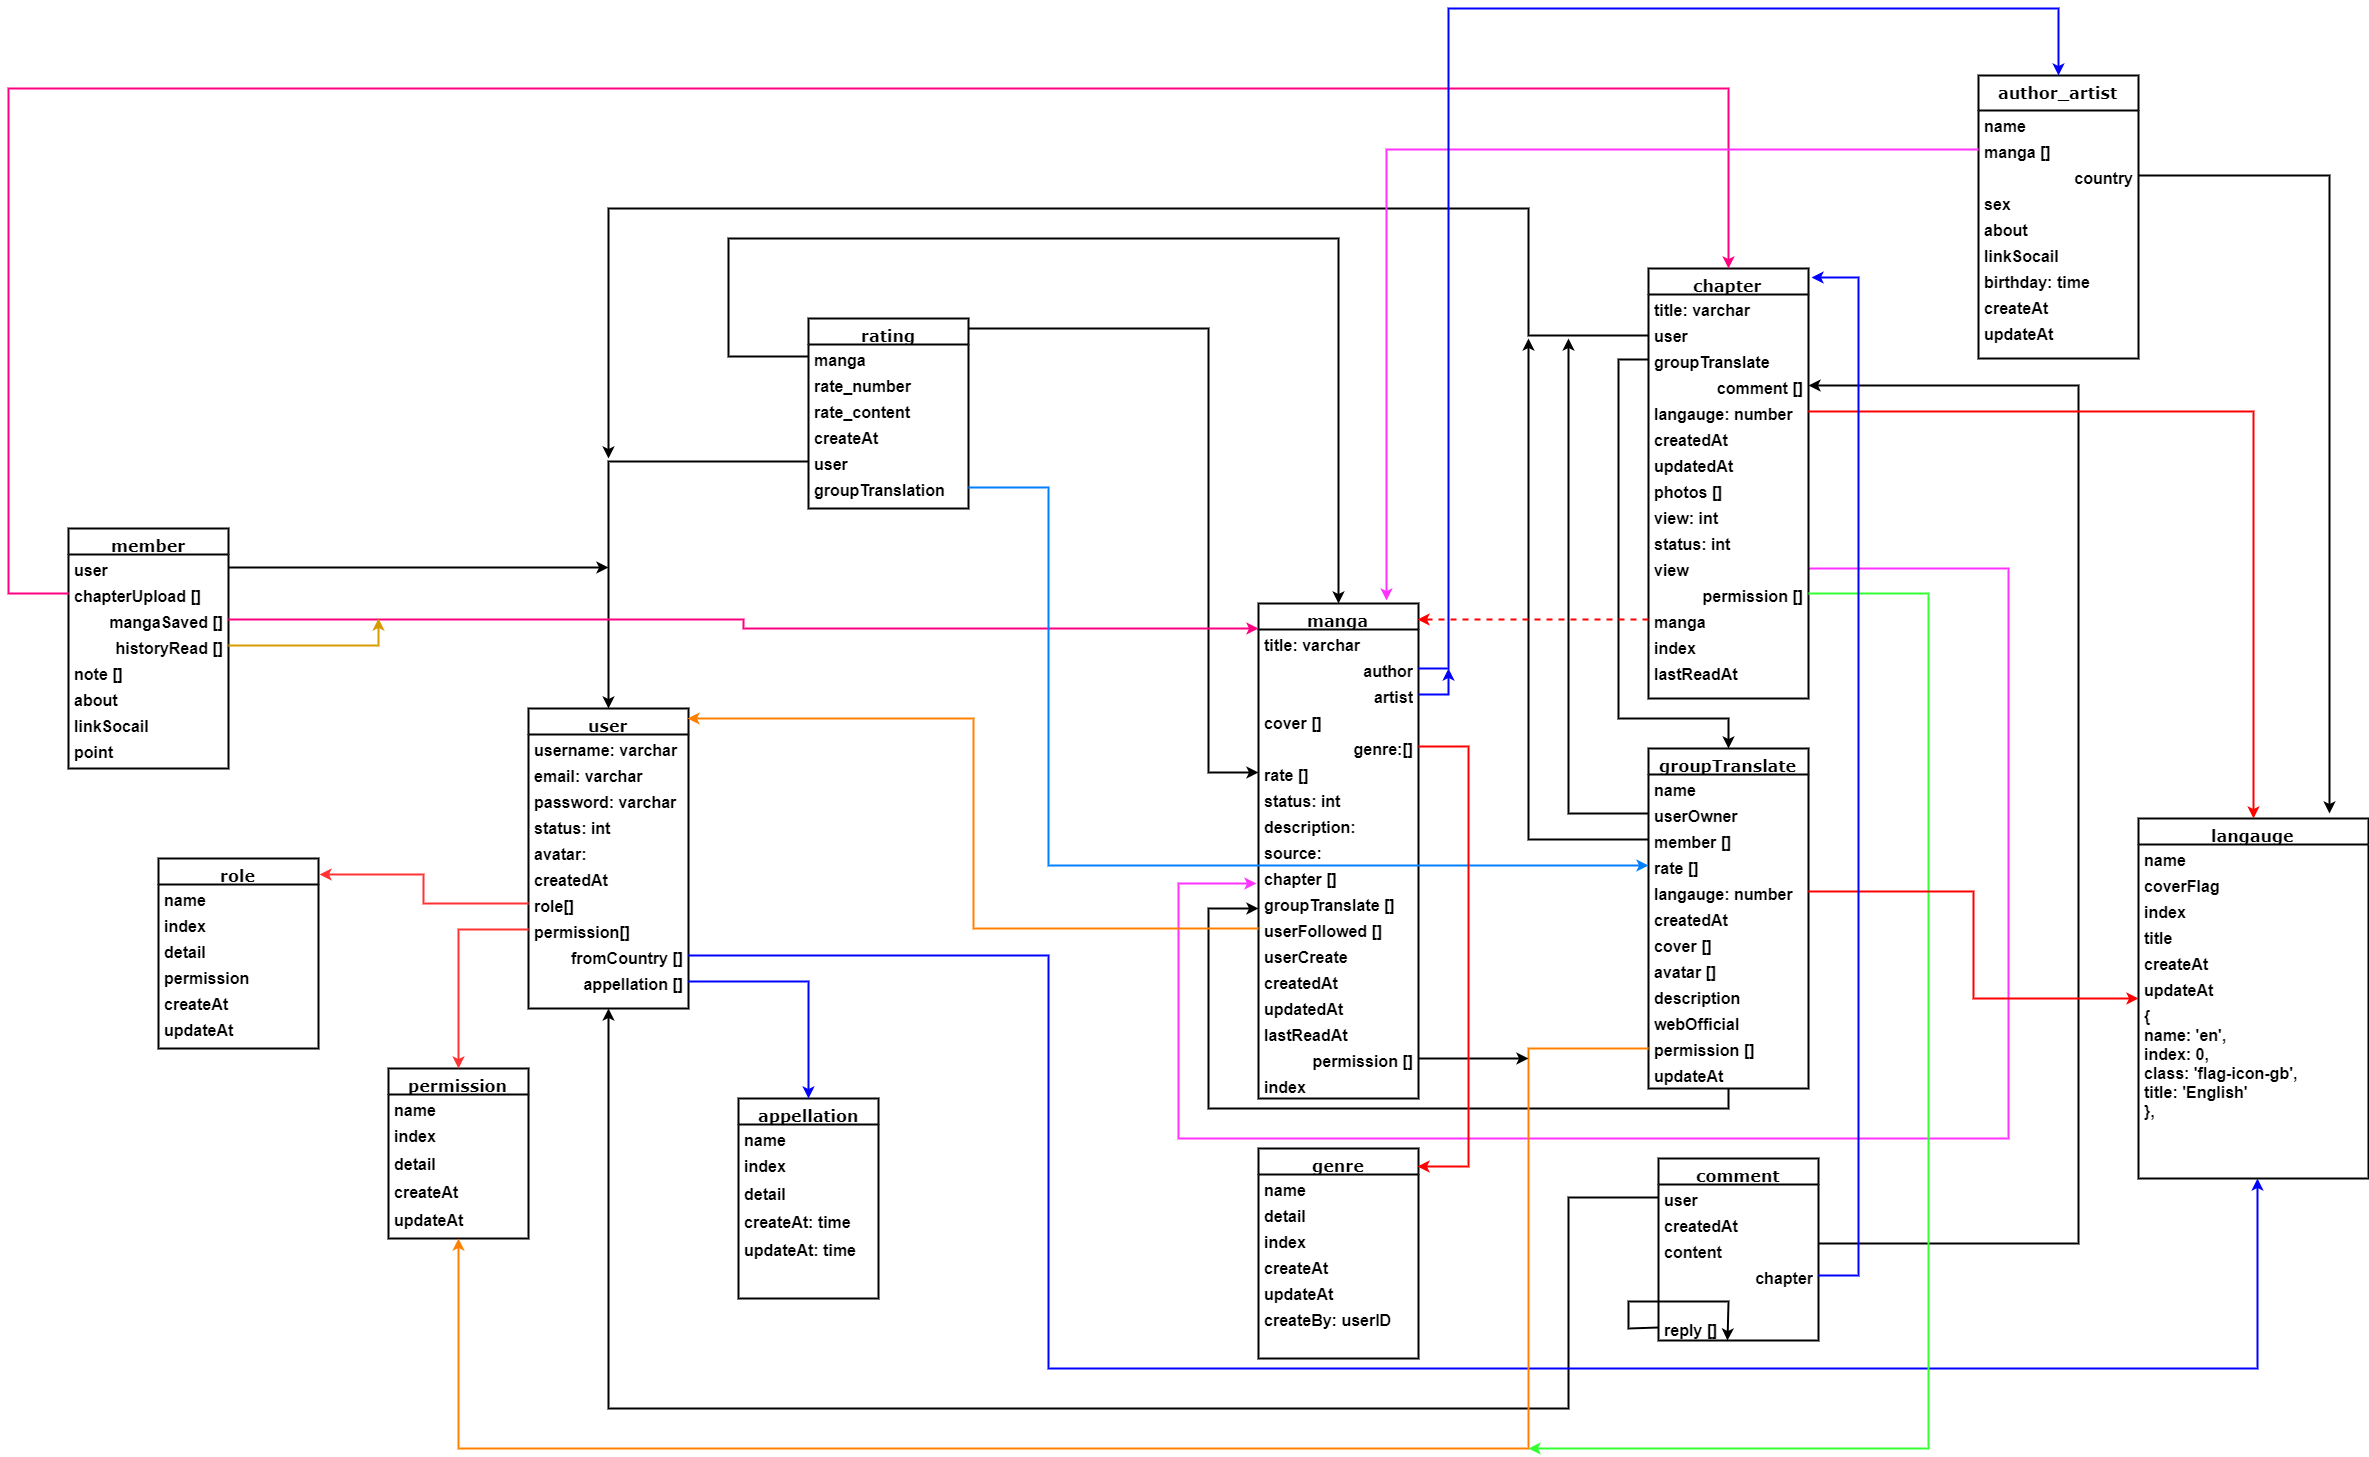 author_artist
name
manga []
country
sex
about
linkSocail
birthday: time
createAt
updateAt
chapter
title: varchar
user
groupTranslate
comment []
langauge: number
createdAt
updatedAt
photos []
view: int
status: int
view
permission []
manga
index
lastReadAt
rating
manga
rate_number
rate_content
createAt
user
groupTranslation
member
user
chapterUpload []
mangaSaved []
historyRead []
note []
about
linkSocail
point
manga
title: varchar
author
artist
cover []
genre:[]
rate []
status: int
description:
source:
chapter []
groupTranslate []
userFollowed []
userCreate
createdAt
updatedAt
lastReadAt
permission []
index
user
username: varchar
email: varchar
password: varchar
status: int
avatar:
createdAt
role[]
permission[]
fromCountry []
appellation []
groupTranslate
name
userOwner
member []
rate []
langauge: number
createdAt
cover []
avatar []
description
webOfficial
permission []
updateAt
langauge
name
coverFlag
index
title
createAt
updateAt
{
name: 'en',
index: 0,
class: 'flag-icon-gb',
title: 'English'
},
role
name
index
detail
permission
createAt
updateAt
permission
name
index
detail
createAt
updateAt
appellation
name
index
detail
createAt: time
updateAt: time
genre
name
detail
index
createAt
updateAt
createBy: userID
comment
user
createdAt
content
chapter
reply []